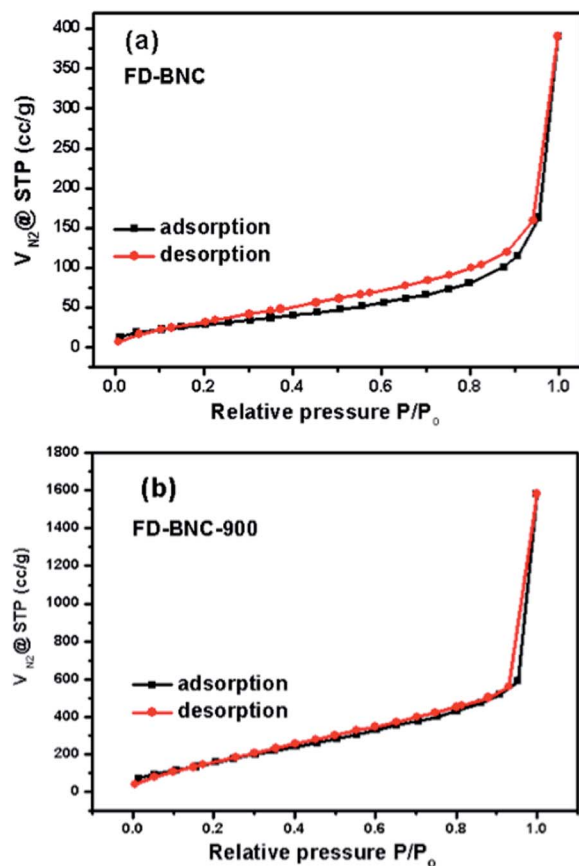 (a)
FD-BNC
400
350
300
250
200
150
100
50
0
V N2 @ STP (cc/g)
adsorption
desorption
0.0 0.2 0.4 0.6 0.8 1.0
Relative pressure P/P0
(b)
FD-BNC-900
1800
1600
1400
1200
1000
800
600
400
200
0
V N2 @ STP (cc/g)
adsorption
desorption
0.0 0.2 0.4 0.6 0.8 1.0
Relative pressure P/P0